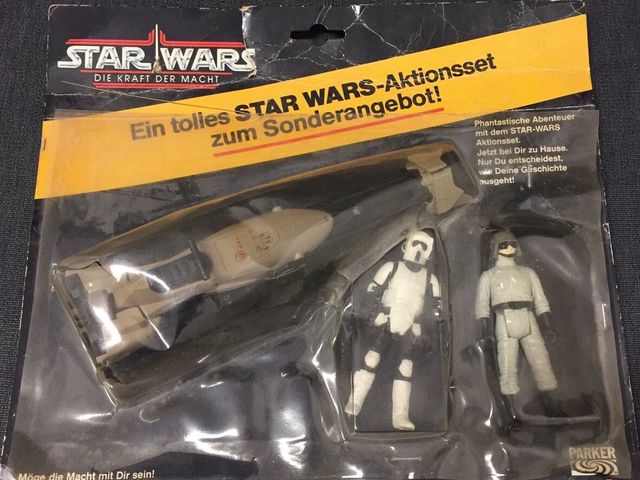 STAR WARS
DIE KRAFT DER MACHT
Ein tolles STAR WARS-Aktionsset
zum Sonderangebot!
Phantastische Abenteuer
mit dem STAR-WARS
Aktionsset.
Jetzt bei Dir zu Hause.
Nur Du entscheidest,
wie Deine Geschichte
ausgeht!
Möge die Macht mit Dir sein!
PARKER